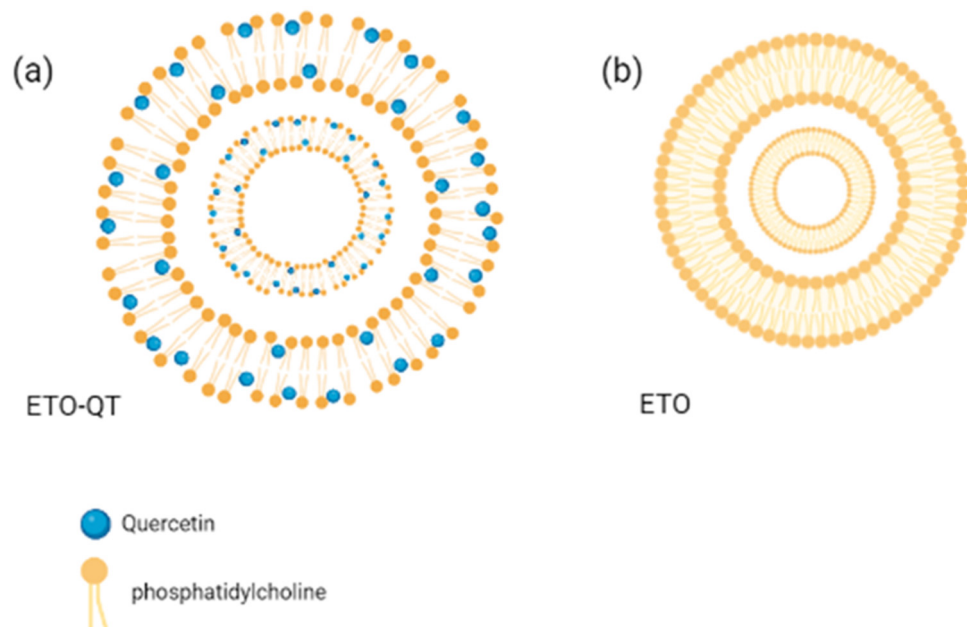 (a)
(b)
ETO-QT
ETO
Quercetin
phosphatidylcholine